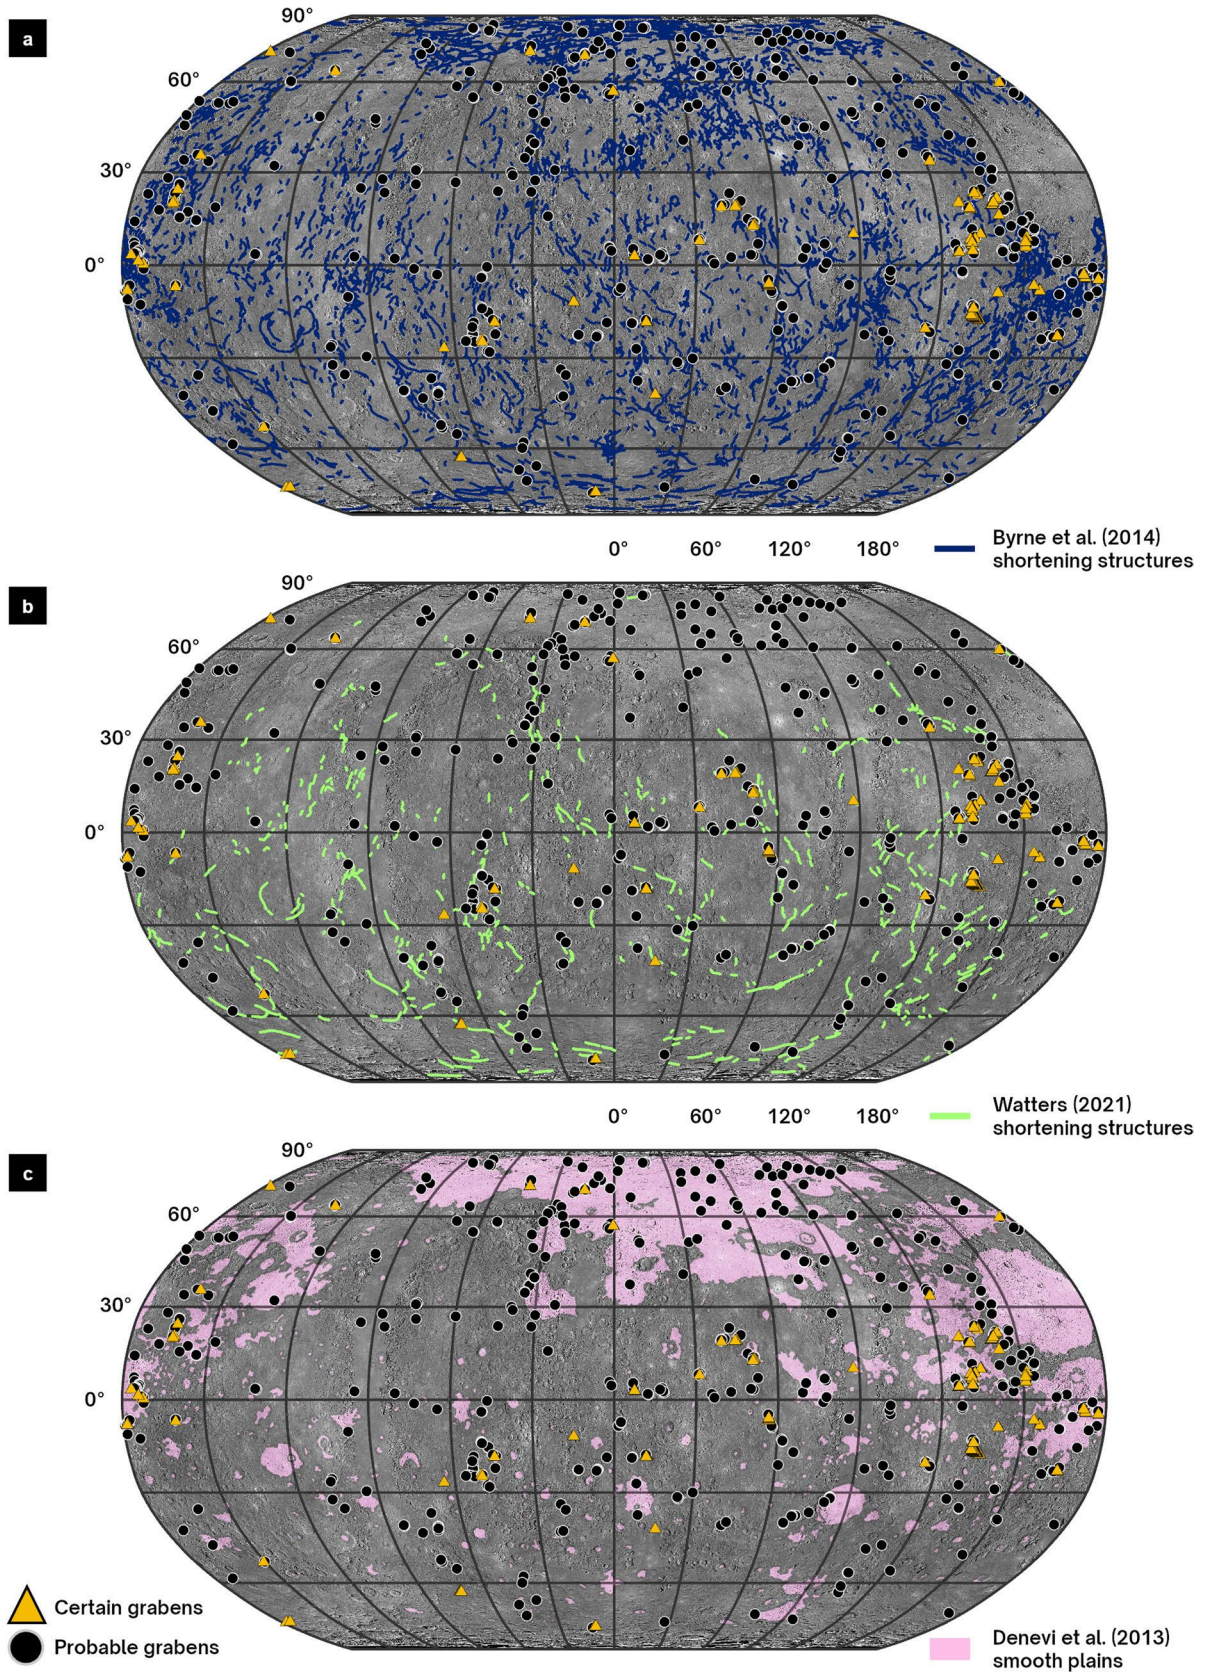 a
90°
60°
30°
0°
0° 60° 120° 180°
Byrne et al. (2014)
shortening structures
b
90°
60°
30°
0°
0° 60° 120° 180°
Watters (2021)
shortening structures
c
90°
60°
30°
0°
Certain grabens
Probable grabens
Denevi et al. (2013)
smooth plains